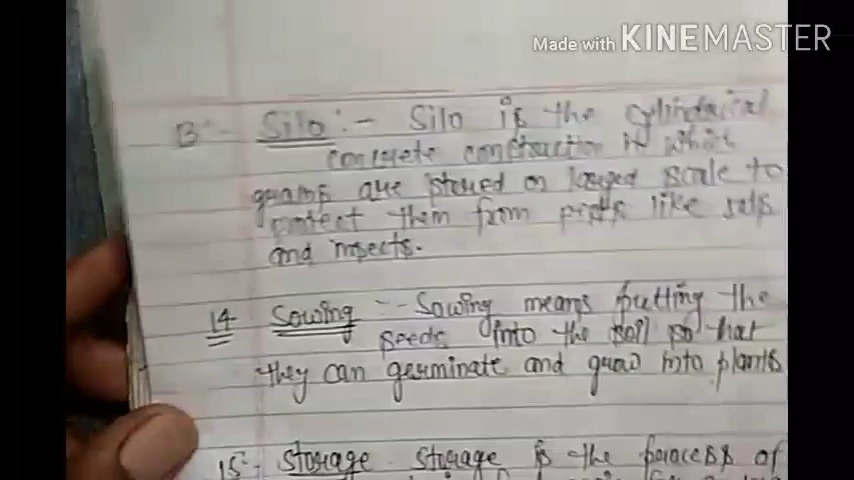 Made with KINEMASTER
13:- Silo :- Silo is the cylindrical
concrete construction in which
grains are stored on larged scale to
protect them from pests like rats
and insects.
14 Sowing :- Sowing means putting the
seeds into the soil so that
they can germinate and grow into plants
15:- Storage Storage is the process of